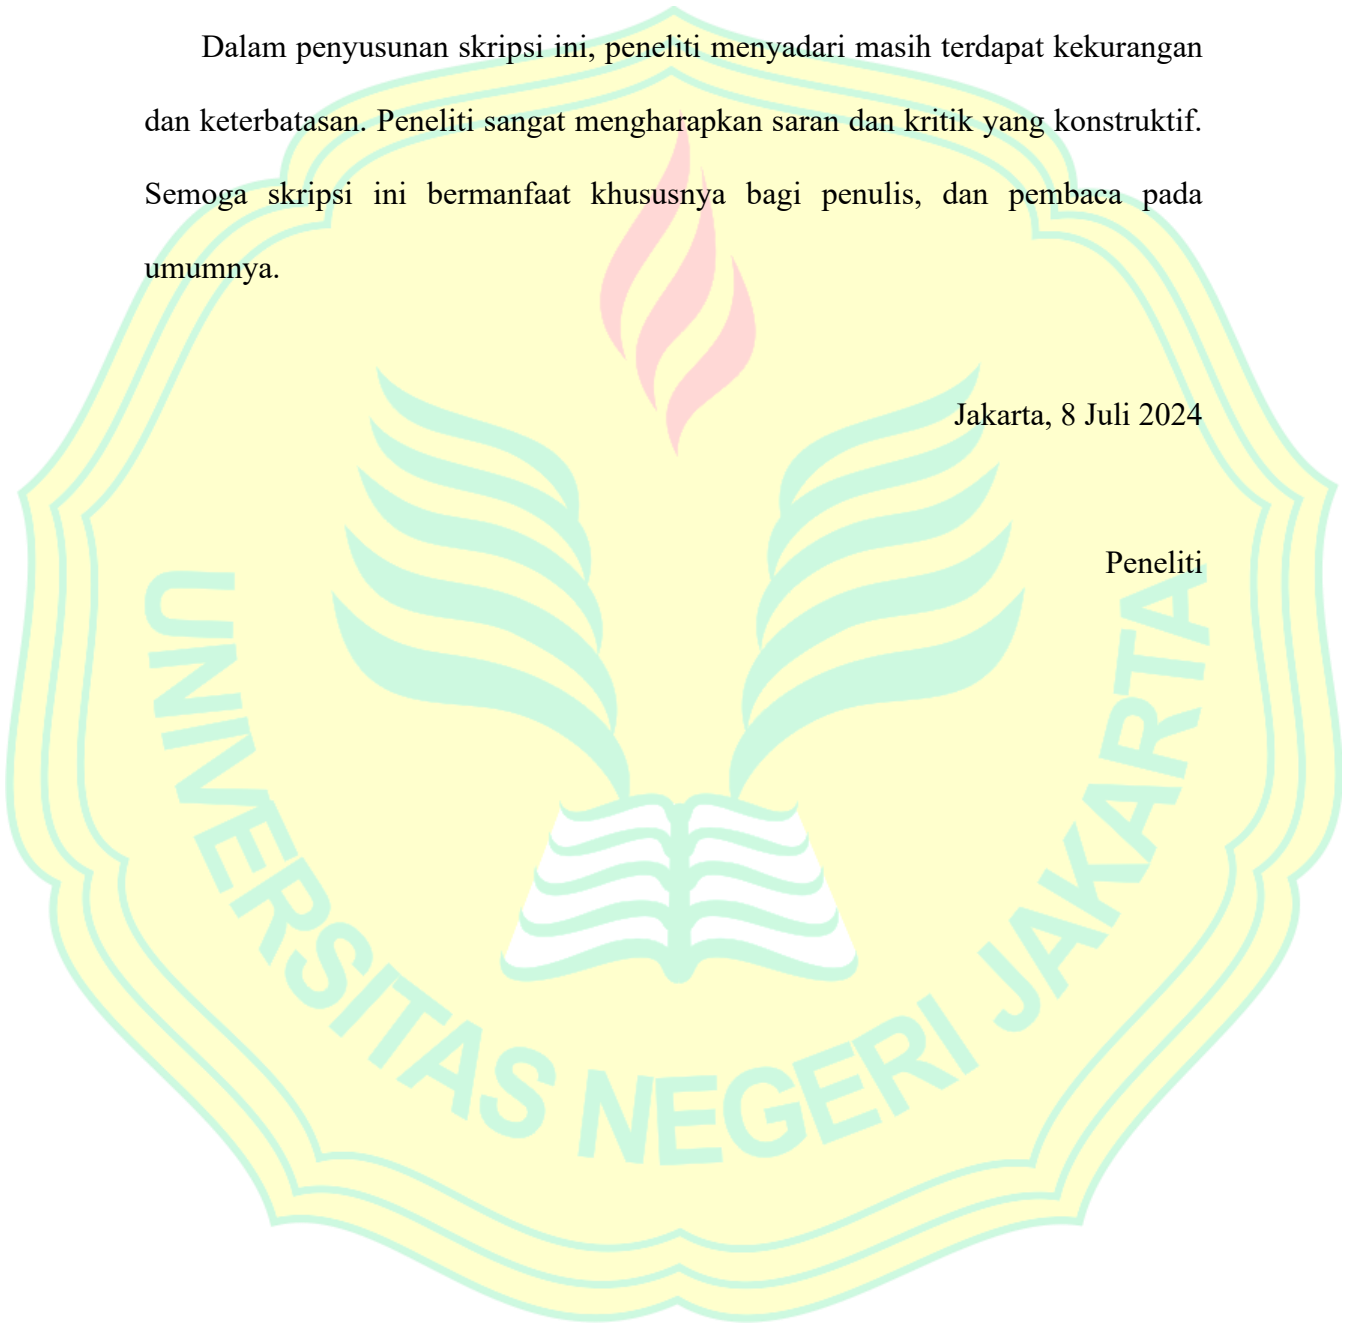 Dalam penyusunan skripsi ini, peneliti menyadari masih terdapat kekurangan
dan keterbatasan. Peneliti sangat mengharapkan saran dan kritik yang konstruktif.
Semoga skripsi ini bermanfaat khususnya bagi penulis, dan pembaca pada
umumnya.
Jakarta, 8 Juli 2024
Peneliti
UNIVERSITAS NEGERI JAKARTA